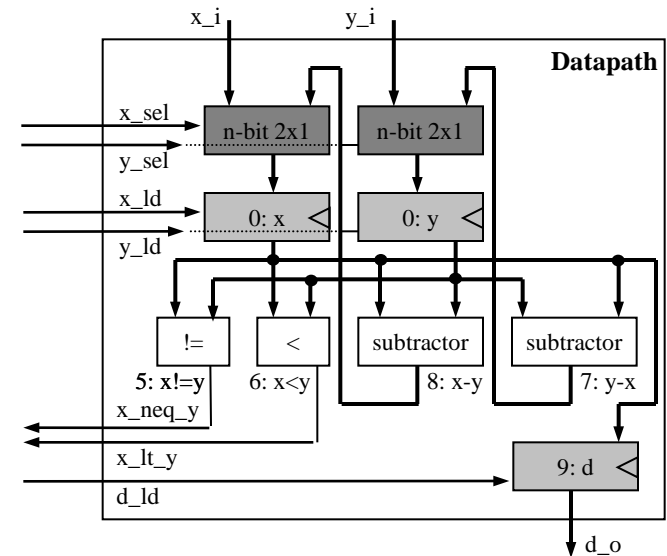 x_i
y_i
Datapath
x_sel
n-bit 2x1
n-bit 2x1
y_sel
x_ld
0: x
0: y
y_ld
!=
<
subtractor
subtractor
5: x!=y
6: x<y
8: x-y
7: y-x
x_neq_y
x_lt_y
9: d
d_ld
d_o